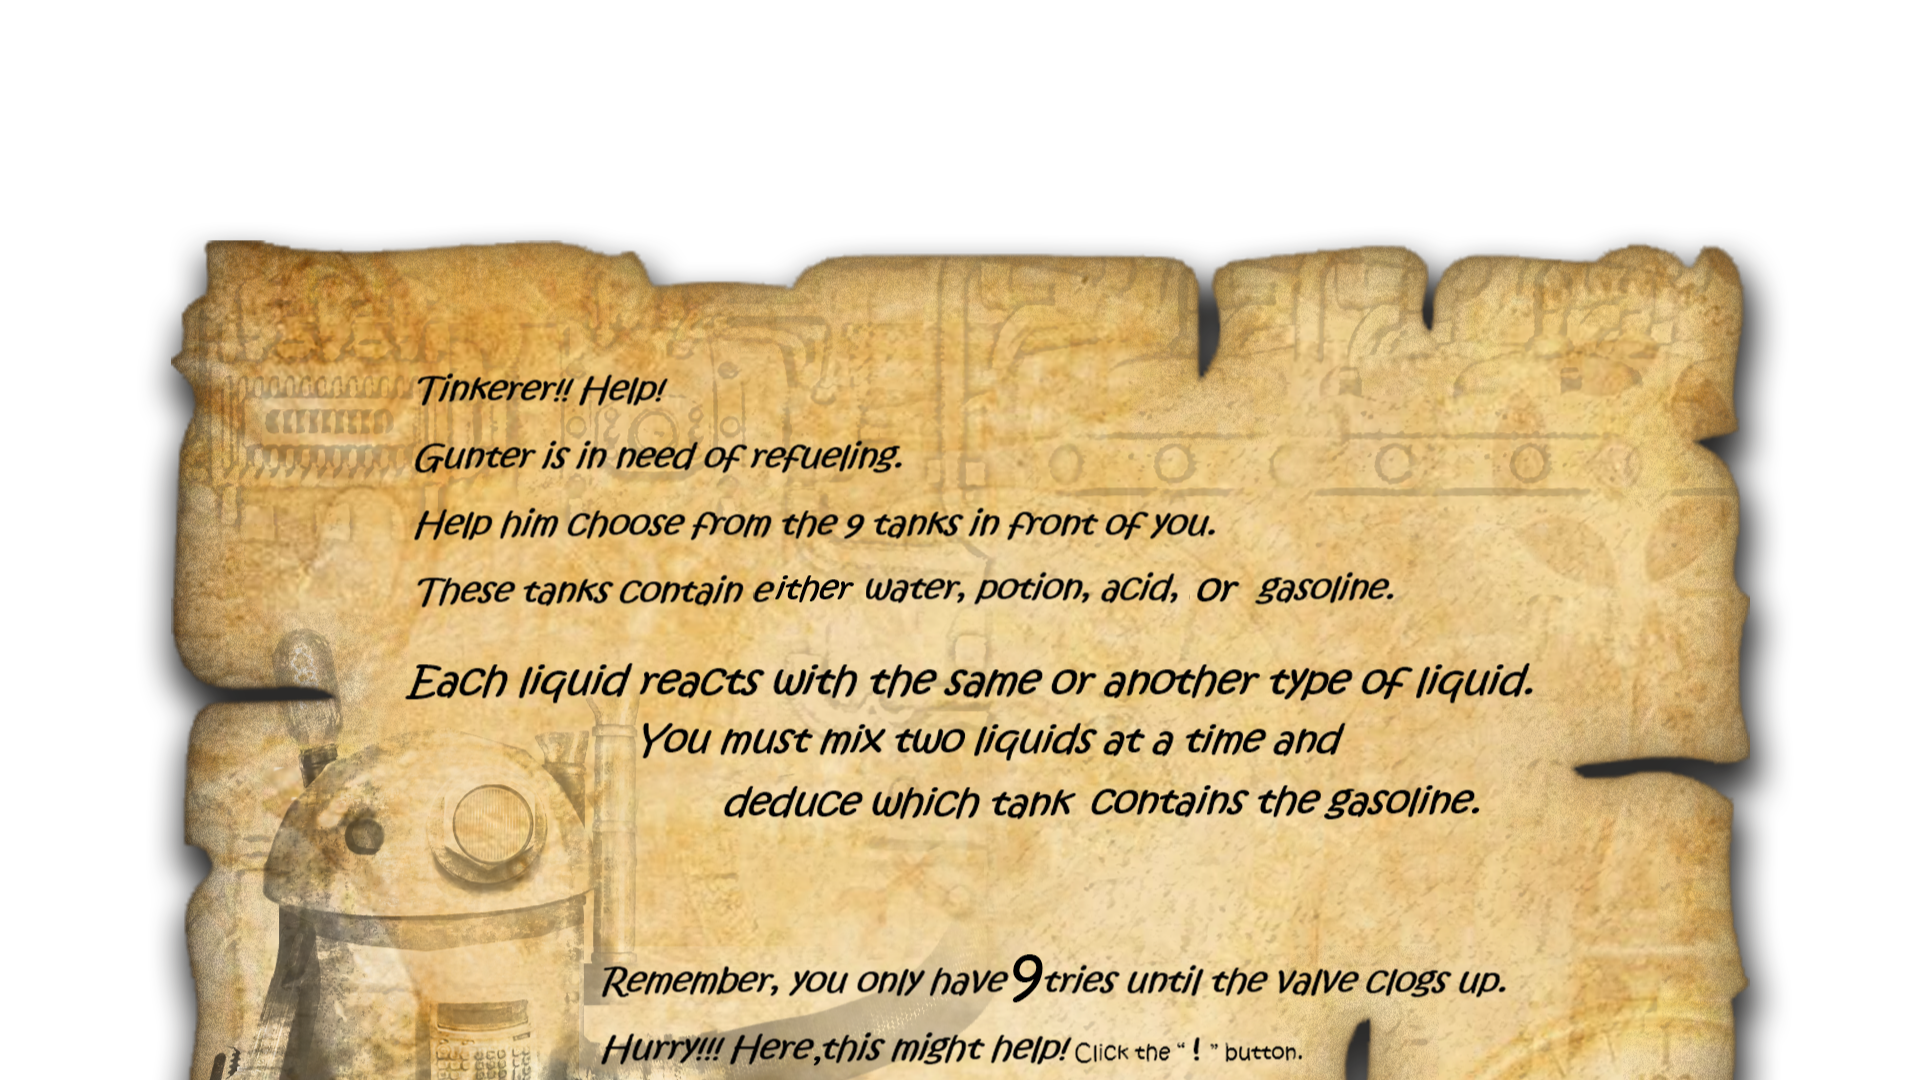 Tinkerer!! Help!
Gunter is in need of refueling.
Help him choose from the 9 tanks in front of you.
These tanks contain either water, potion, acid, or gasoline.
Each liquid reacts with the same or another type of liquid.
You must mix two liquids at a time and
deduce which tank contains the gasoline.
Remember, you only have 9 tries until the valve clogs up.
Hurry!!! Here,this might help! Click the “ ! ” button.